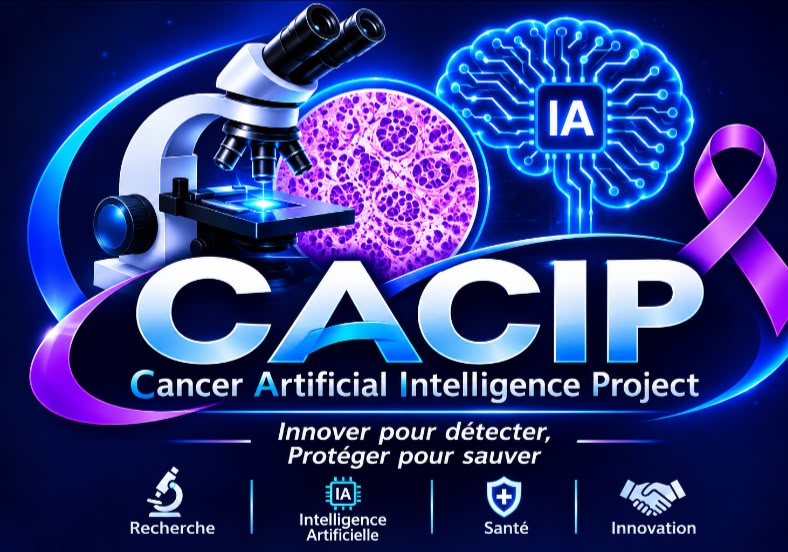 IA
CACIP
Cancer Artificial Intelligence Project
Innover pour détecter,
Protéger pour sauver
Recherche
IA
Intelligence
Artificielle
Santé
Innovation